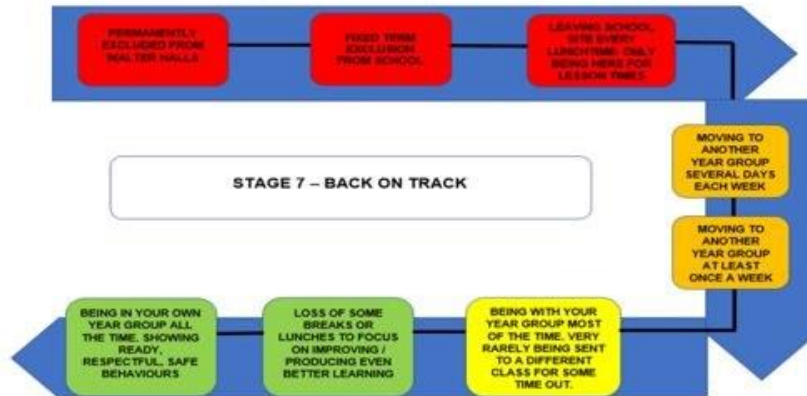 PERMANENTLY
EXCLUDED FROM
WALTER HALLS
FIXED TERM
EXCLUSION
FROM SCHOOL
LEAVING SCHOOL
SITE EVERY
LUNCHTIME; ONLY
BEING HERE FOR
LESSON TIMES
MOVING TO
ANOTHER
YEAR GROUP
SEVERAL DAYS
EACH WEEK
STAGE 7 – BACK ON TRACK
MOVING TO
ANOTHER
YEAR GROUP
AT LEAST
ONCE A WEEK
BEING WITH YOUR
YEAR GROUP MOST
OF THE TIME. VERY
RARELY BEING SENT
TO A DIFFERENT
CLASS FOR SOME
TIME OUT.
LOSS OF SOME
BREAKS OR
LUNCHES TO FOCUS
ON IMPROVING /
PRODUCING EVEN
BETTER LEARNING
BEING IN YOUR OWN
YEAR GROUP ALL
THE TIME. SHOWING
READY,
RESPECTFUL, SAFE
BEHAVIOURS